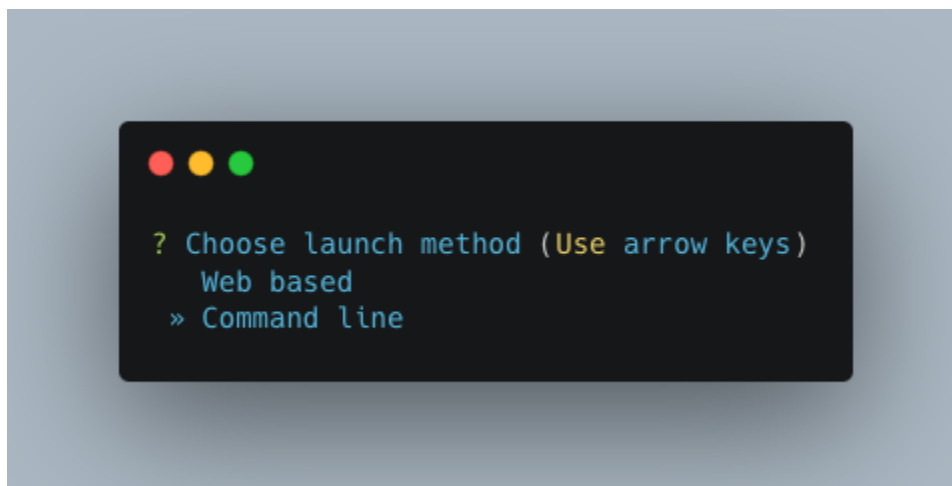 ? Choose launch method (Use arrow keys)
Web based
» Command line